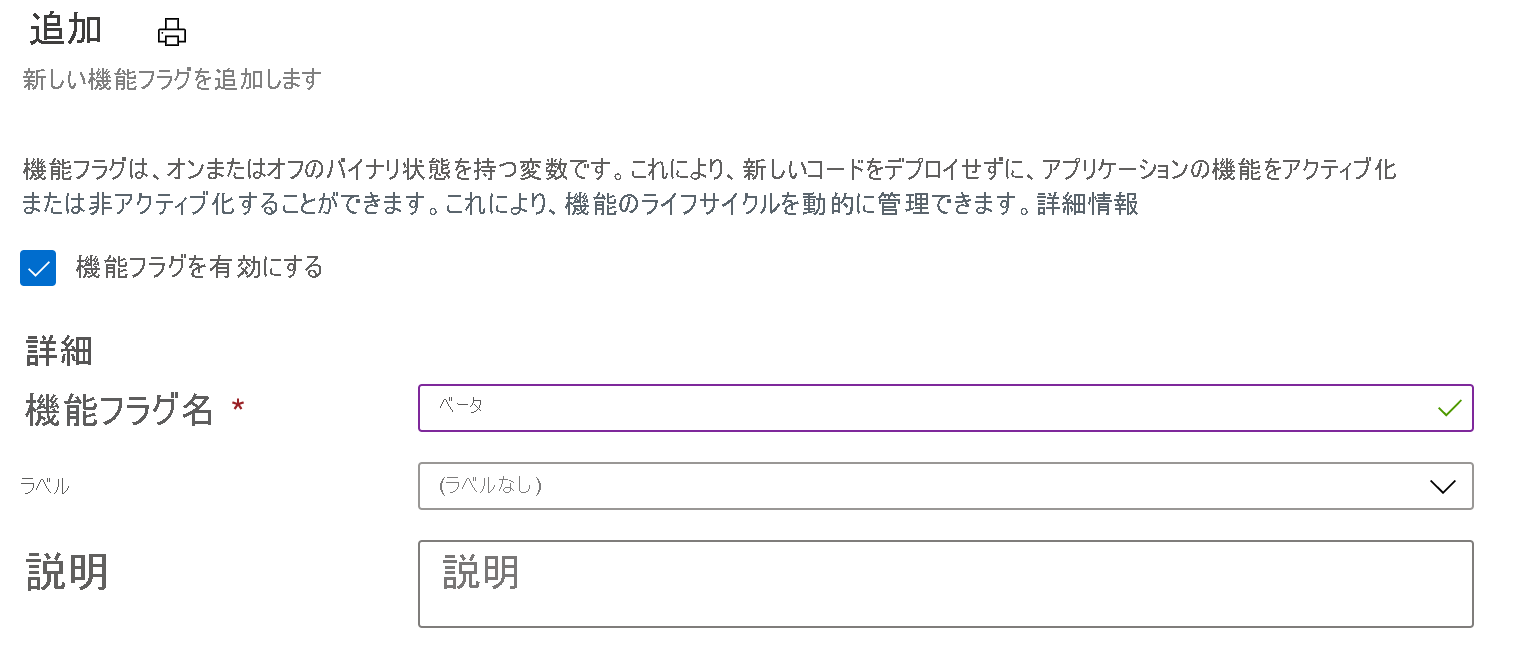 追加
新しい機能フラグを追加します
機能フラグは、オンまたはオフのバイナリ状態を持つ変数です。これにより、新しいコードをデプロイせずに、アプリケーションの機能をアクティブ化
または非アクティブ化することができます。これにより、機能のライフサイクルを動的に管理できます。詳細情報
機能フラグを有効にする
詳細
機能フラグ名 *
ベータ
ラベル
(ラベルなし)
説明
説明